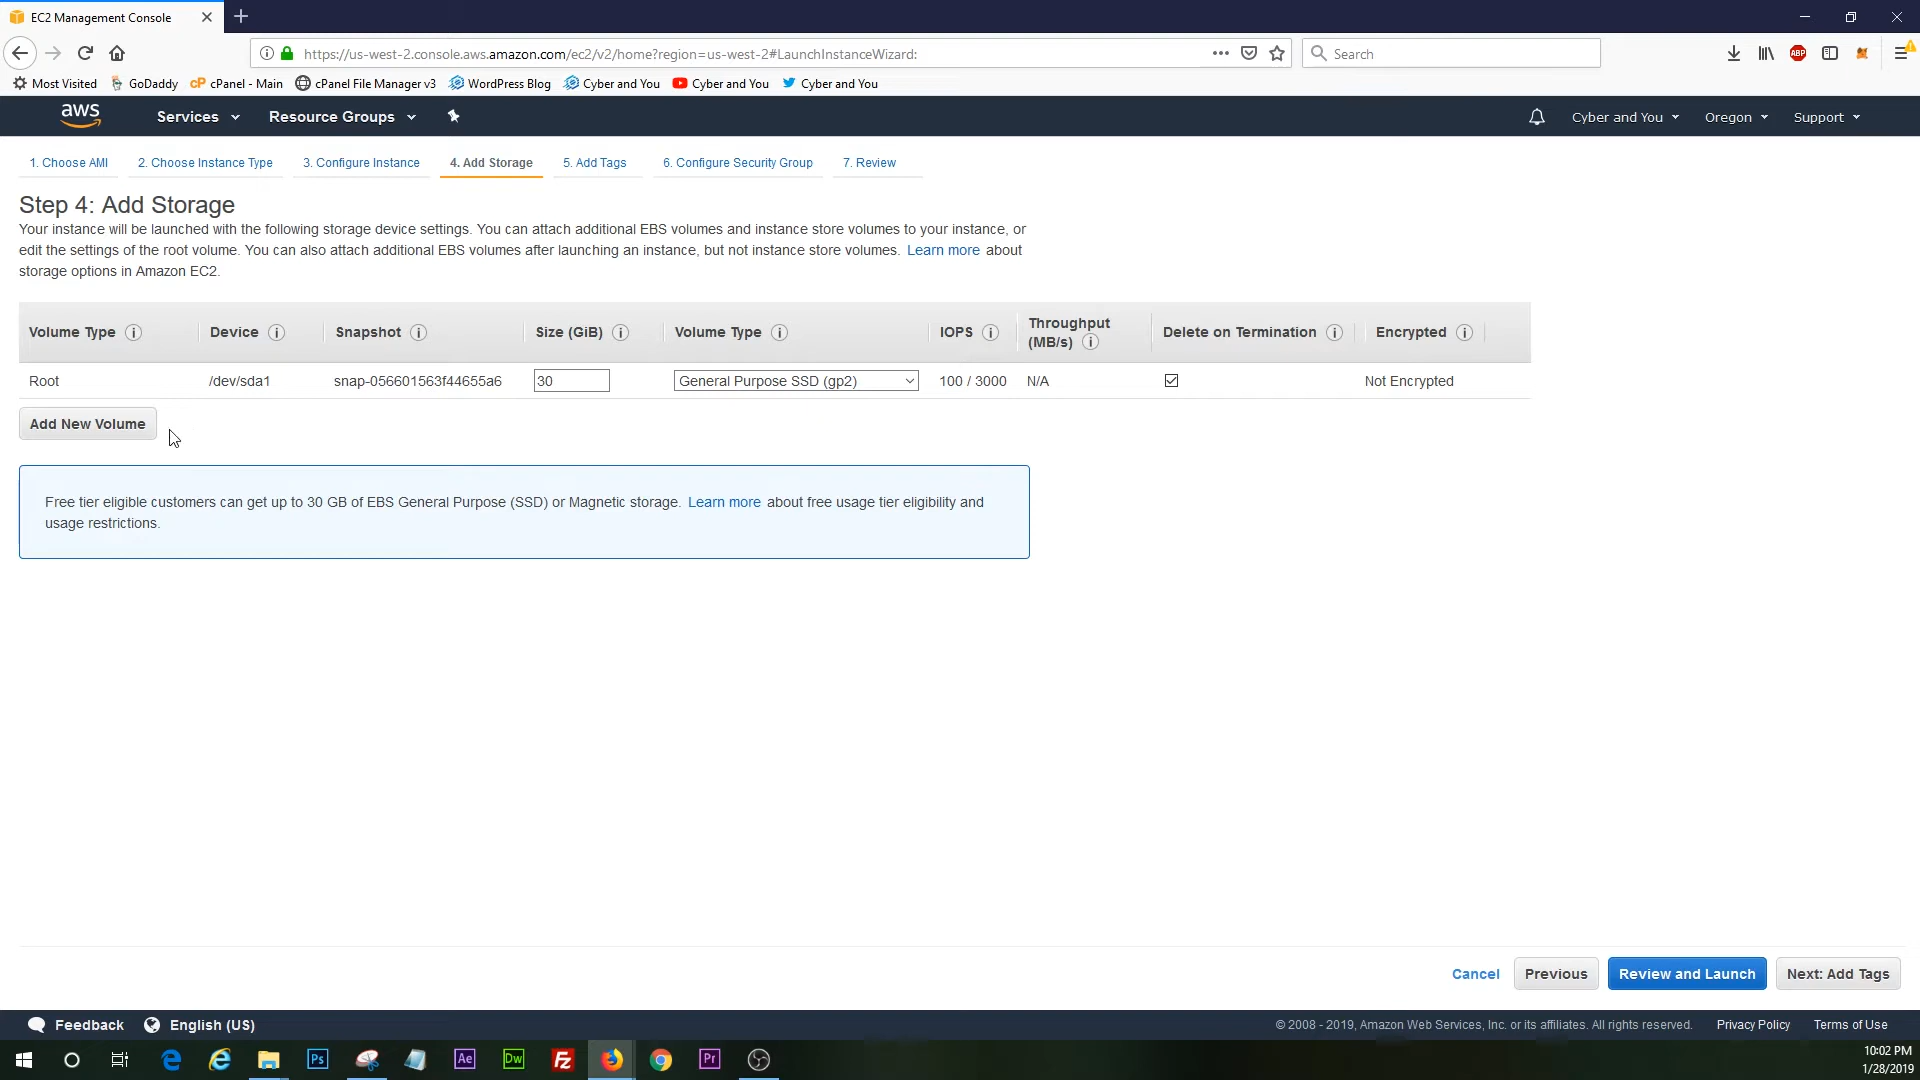 EC2 Management Console
https://us-west-2.console.aws.amazon.com/ec2/v2/home?region=us-west-2#LaunchInstanceWizard:
Search
ABP
Most Visited GoDaddy cP cPanel - Main cPanel File Manager v3 WordPress Blog Cyber and You Cyber and You Cyber and You
aws Services Resource Groups Cyber and You Oregon Support
1. Choose AMI 2. Choose Instance Type 3. Configure Instance 4. Add Storage 5. Add Tags 6. Configure Security Group 7. Review
Step 4: Add Storage
Your instance will be launched with the following storage device settings. You can attach additional EBS volumes and instance store volumes to your instance, or
edit the settings of the root volume. You can also attach additional EBS volumes after launching an instance, but not instance store volumes. Learn more about
storage options in Amazon EC2.
Volume Type i Device i Snapshot i Size (GiB) i Volume Type i IOPS i Throughput (MB/s) i Delete on Termination i Encrypted i
Root /dev/sda1 snap-056601563f44655a6 30 General Purpose SSD (gp2) 100 / 3000 N/A Not Encrypted
Add New Volume
Free tier eligible customers can get up to 30 GB of EBS General Purpose (SSD) or Magnetic storage. Learn more about free usage tier eligibility and
usage restrictions.
Cancel Previous Review and Launch Next: Add Tags
Feedback English (US) © 2008 - 2019, Amazon Web Services, Inc. or its affiliates. All rights reserved. Privacy Policy Terms of Use
Ps Ae Dw Fz Pr
10:02 PM
1/28/2019